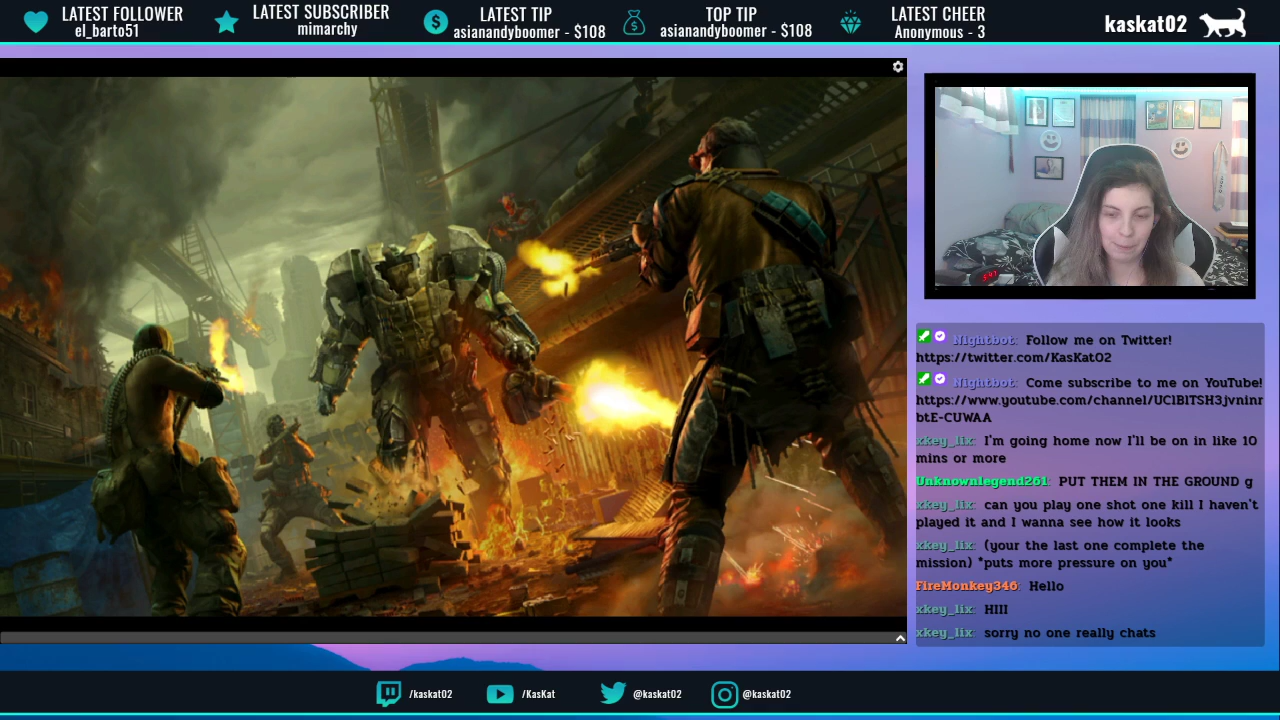 LATEST FOLLOWER
el_barto51
LATEST SUBSCRIBER
mimarchy
LATEST TIP
asianandyboomer - $108
TOP TIP
asianandyboomer - $108
LATEST CHEER
Anonymous - 3
kaskat02
Nightbot: Follow me on Twitter!
https://twitter.com/KasKat02
Nightbot: Come subscribe to me on YouTube!
https://www.youtube.com/channel/UClBlTSH3jvninr
btE-CUWAA
xkey_lix: I'm going home now I'll be on in like 10
mins or more
Unknownlegend261: PUT THEM IN THE GROUND g
xkey_lix: can you play one shot one kill I haven't
played it and I wanna see how it looks
xkey_lix: (your the last one complete the
mission) *puts more pressure on you*
FireMonkey346: Hello
xkey_lix: HIII
xkey_lix: sorry no one really chats
/kaskat02
/KasKat
@kaskat02
@kaskat02